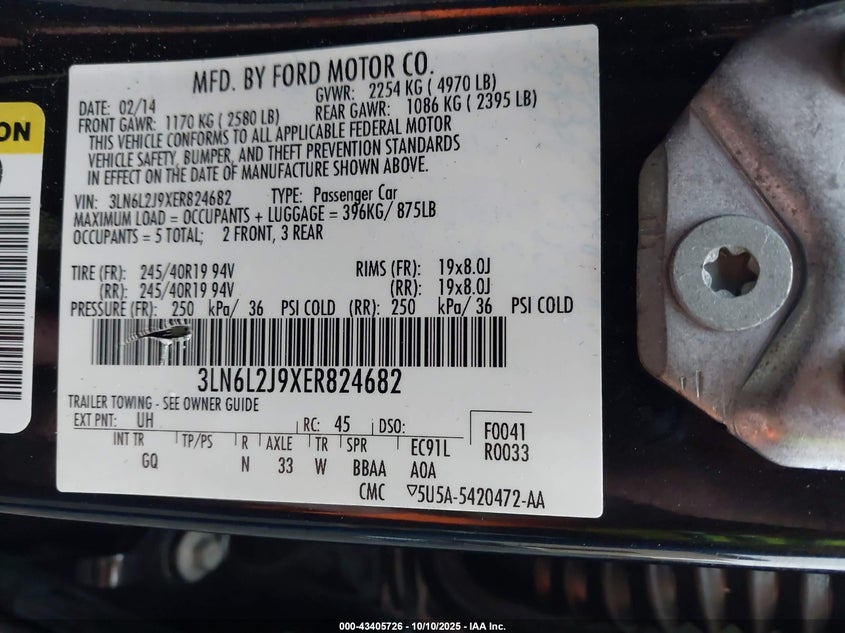 ON
MFD. BY FORD MOTOR CO.
DATE: 02/14 GVWR: 2254 KG ( 4970 LB)
FRONT GAWR: 1170 KG ( 2580 LB) REAR GAWR: 1086 KG ( 2395 LB)
THIS VEHICLE CONFORMS TO ALL APPLICABLE FEDERAL MOTOR
VEHICLE SAFETY, BUMPER, AND THEFT PREVENTION STANDARDS
IN EFFECT ON THE DATE OF MANUFACTURE SHOWN ABOVE.
VIN: 3LN6L2J9XER824682 TYPE: Passenger Car
MAXIMUM LOAD = OCCUPANTS + LUGGAGE = 396KG/ 875LB
OCCUPANTS = 5 TOTAL; 2 FRONT, 3 REAR
TIRE (FR): 245/40R19 94V RIMS (FR): 19x8.0J
(RR): 245/40R19 94V (RR): 19x8.0J
PRESSURE (FR): 250 kPa/ 36 PSI COLD (RR): 250 kPa/ 36 PSI COLD
3LN6L2J9XER824682
TRAILER TOWING - SEE OWNER GUIDE
EXT PNT: UH RC: 45 DSO: F0041
INT TR TP/PS R AXLE TR SPR EC91L R0033
GQ N 33 W BBAA AOA
CMC ▽5U5A-5420472-AA
000-43405726 - 10/10/2025 - IAA Inc.